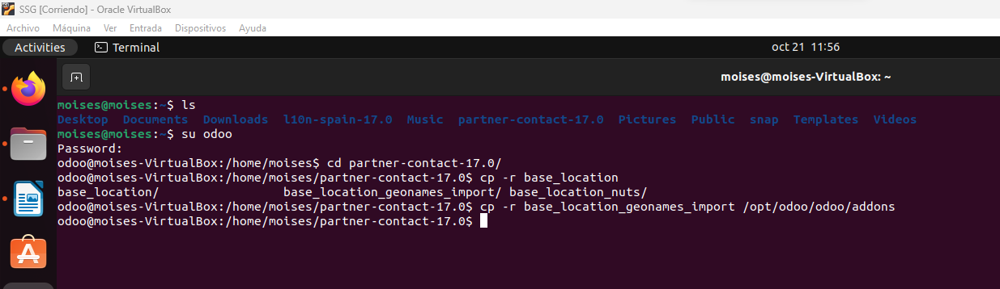 SSG [Corriendo] - Oracle VirtualBox
Archivo Máquina Ver Entrada Dispositivos Ayuda
Activities Terminal oct 21 11:56
moises@moises-VirtualBox: ~
moises@moises:~$ ls
Desktop Documents Downloads l10n-spain-17.0 Music partner-contact-17.0 Pictures Public snap Templates Videos
moises@moises:~$ su odoo
Password:
odoo@moises-VirtualBox:/home/moises$ cd partner-contact-17.0/
odoo@moises-VirtualBox:/home/moises/partner-contact-17.0$ cp -r base_location
base_location/ base_location_geonames_import/ base_location_nuts/
odoo@moises-VirtualBox:/home/moises/partner-contact-17.0$ cp -r base_location_geonames_import /opt/odoo/odoo/addons
odoo@moises-VirtualBox:/home/moises/partner-contact-17.0$